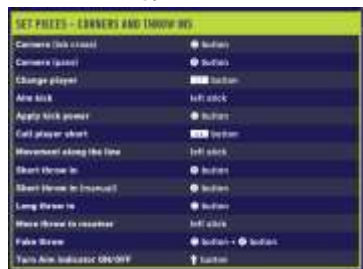 SET PIECES – CORNERS AND THROW INS
Corners (lob cross) button
Corners (pass) button
Change player button
Aim kick left stick
Apply kick power button
Call player short button
Movement along the line left stick
Short throw in button
Short throw in (manual) button
Long throw in button
Move throw in receiver left stick
Fake throw button + button
Turn Aim Indicator ON/OFF button